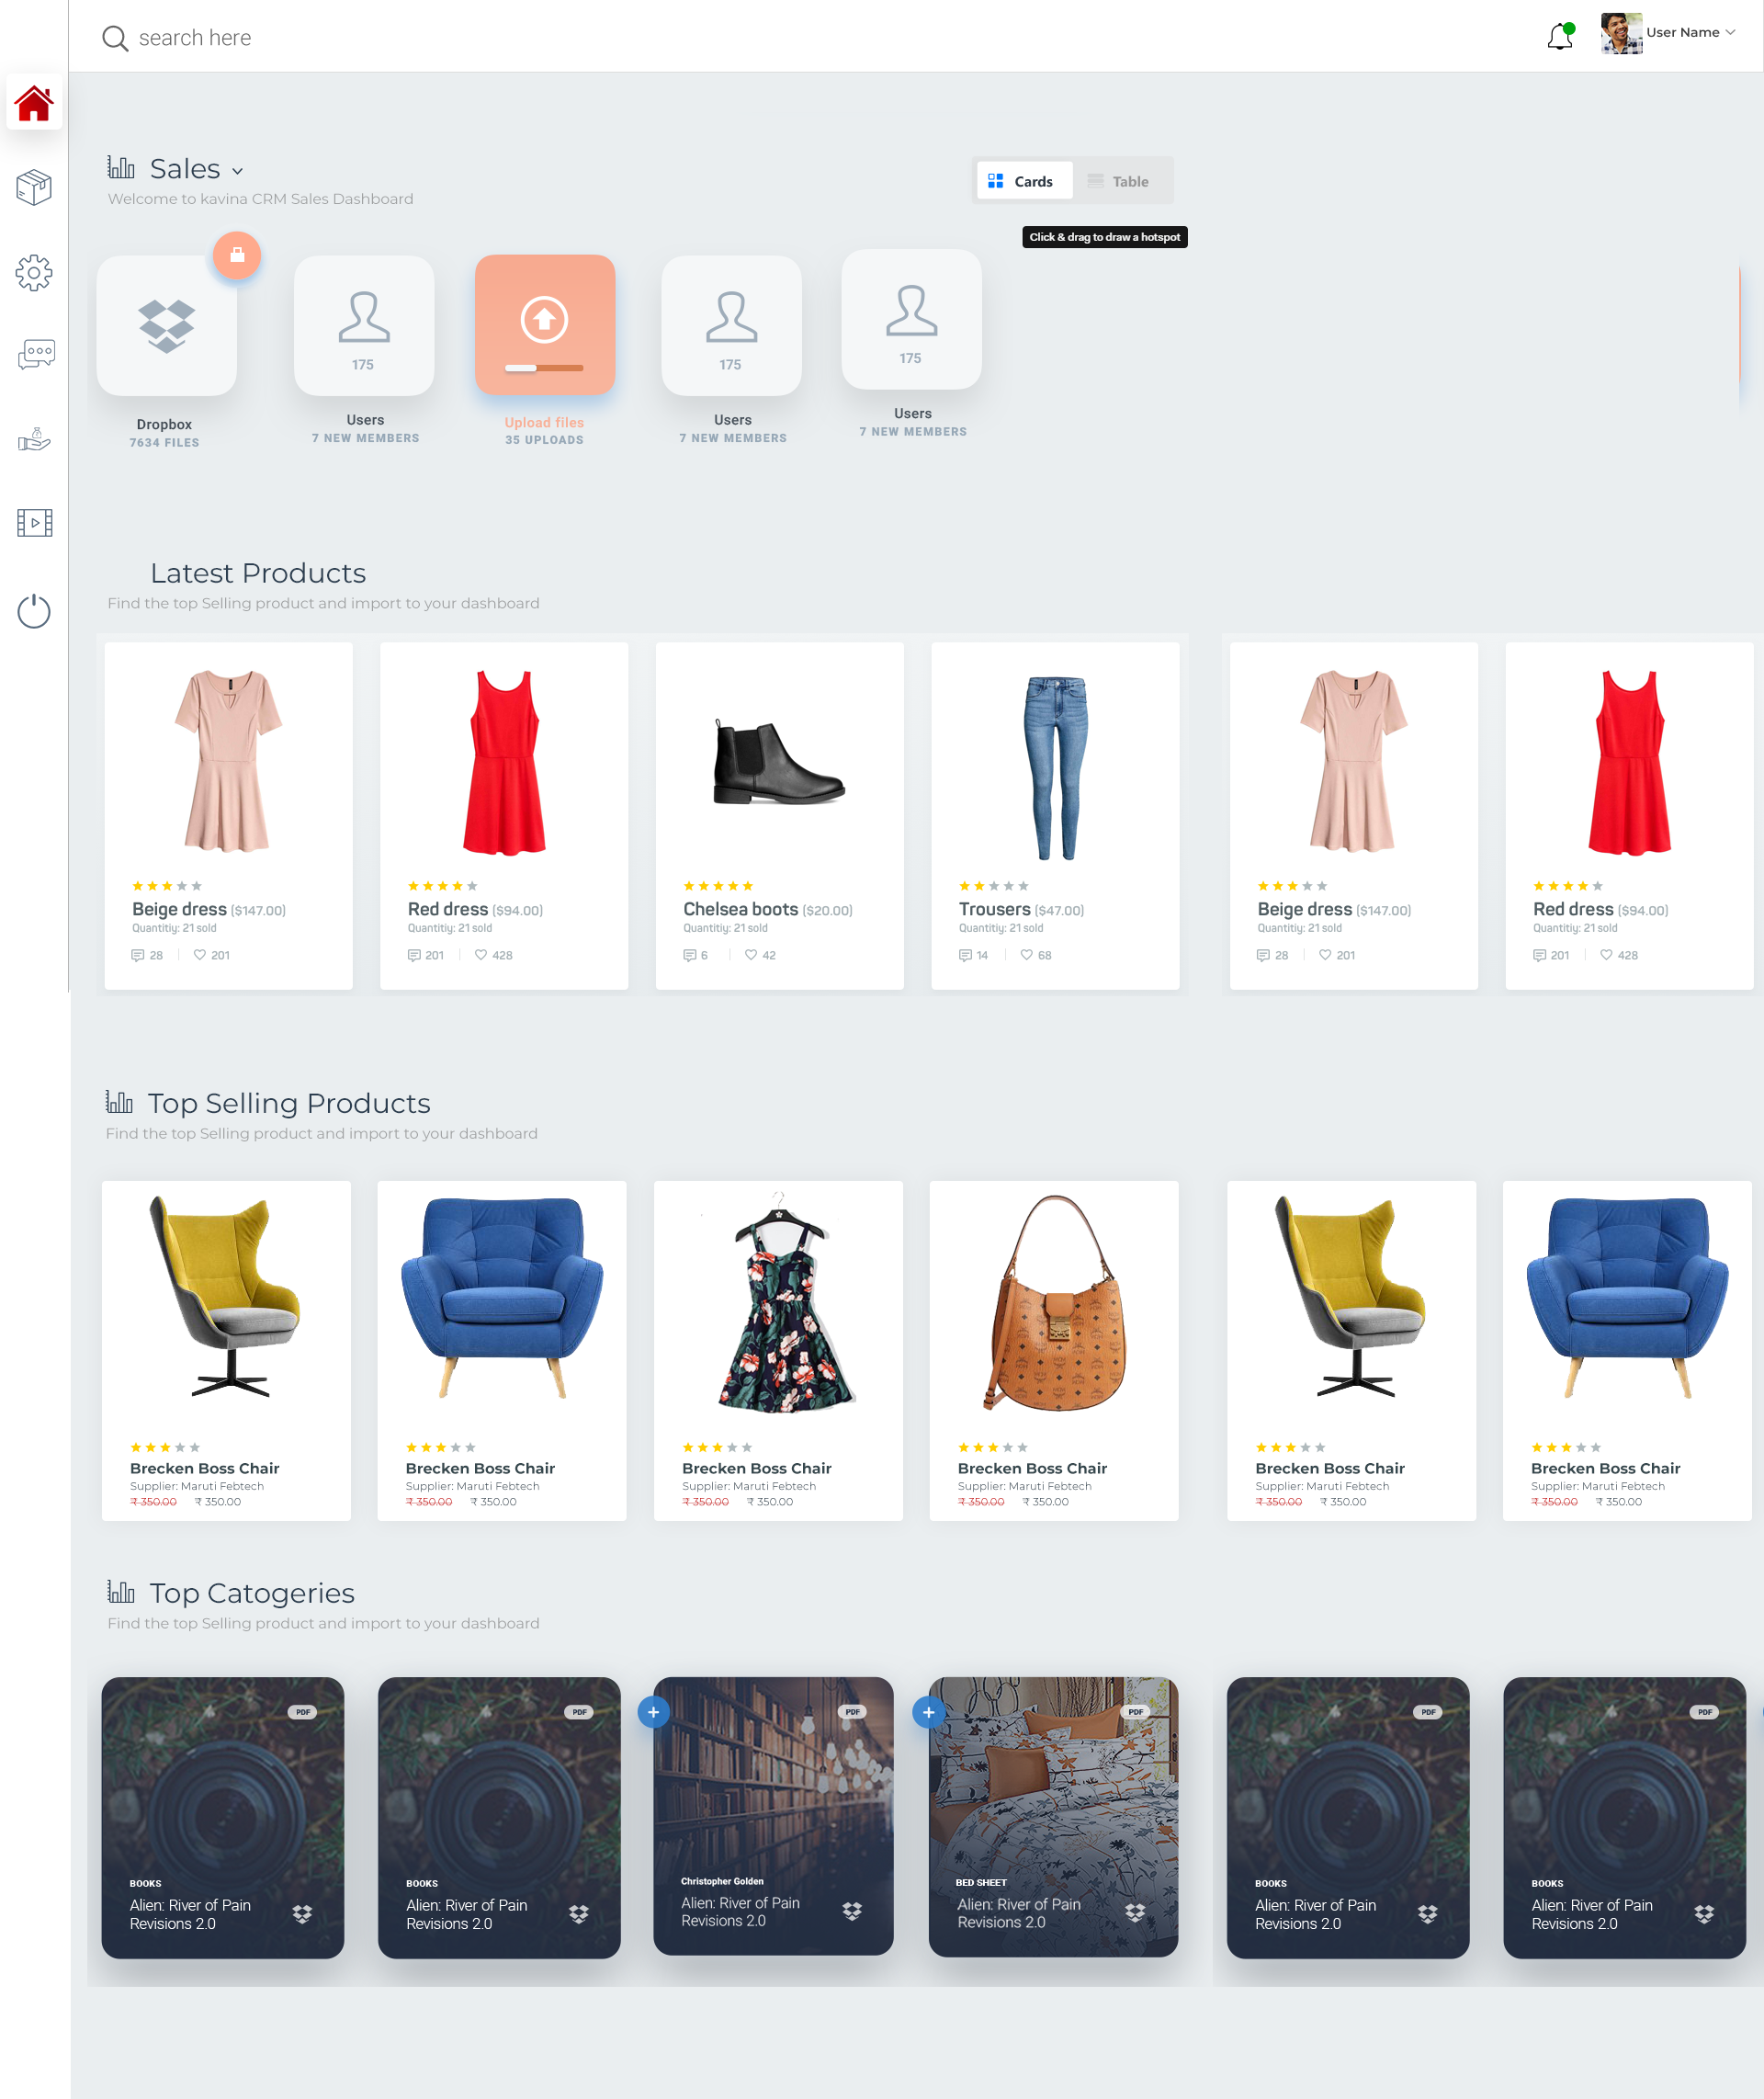 search here
User Name
Sales
Welcome to kavina CRM Sales Dashboard
Cards
Table
Click & drag to draw a hotspot
175
175
175
Dropbox
7634 FILES
Users
7 NEW MEMBERS
Upload files
35 UPLOADS
Users
7 NEW MEMBERS
Users
7 NEW MEMBERS
Latest Products
Find the top Selling product and import to your dashboard
Beige dress ($147.00)
Quantitiy: 21 sold
28 201
Red dress ($94.00)
Quantitiy: 21 sold
201 428
Chelsea boots ($20.00)
Quantitiy: 21 sold
6 42
Trousers ($47.00)
Quantitiy: 21 sold
14 68
Beige dress ($147.00)
Quantitiy: 21 sold
28 201
Red dress ($94.00)
Quantitiy: 21 sold
201 428
Top Selling Products
Find the top Selling product and import to your dashboard
Brecken Boss Chair
Supplier: Maruti Febtech
₹ 350.00 ₹ 350.00
Brecken Boss Chair
Supplier: Maruti Febtech
₹ 350.00 ₹ 350.00
Brecken Boss Chair
Supplier: Maruti Febtech
₹ 350.00 ₹ 350.00
Brecken Boss Chair
Supplier: Maruti Febtech
₹ 350.00 ₹ 350.00
Brecken Boss Chair
Supplier: Maruti Febtech
₹ 350.00 ₹ 350.00
Brecken Boss Chair
Supplier: Maruti Febtech
₹ 350.00 ₹ 350.00
Top Catogeries
Find the top Selling product and import to your dashboard
PDF
BOOKS
Alien: River of Pain
Revisions 2.0
PDF
BOOKS
Alien: River of Pain
Revisions 2.0
PDF
Christopher Golden
Alien: River of Pain
Revisions 2.0
PDF
BED SHEET
Alien: River of Pain
Revisions 2.0
PDF
BOOKS
Alien: River of Pain
Revisions 2.0
PDF
BOOKS
Alien: River of Pain
Revisions 2.0